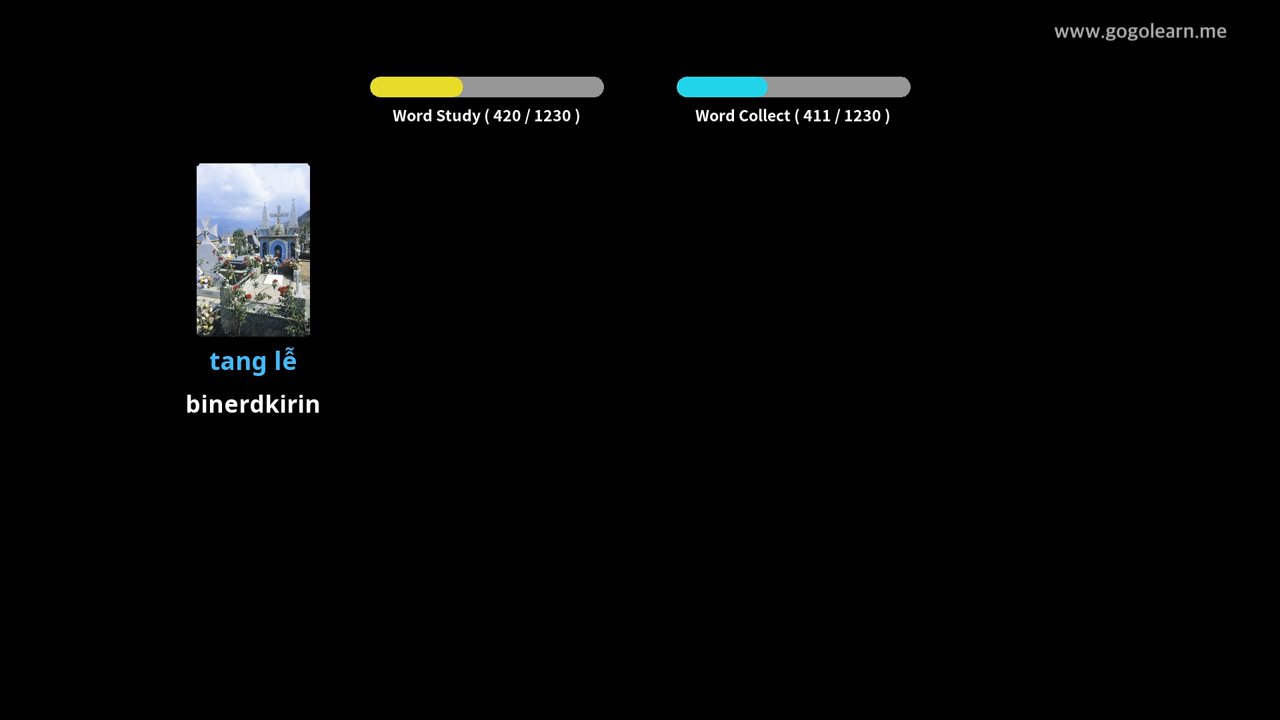 www.gogolearn.me
Word Study ( 420 / 1230 )
Word Collect ( 411 / 1230 )
tang lễ
binerdkirin